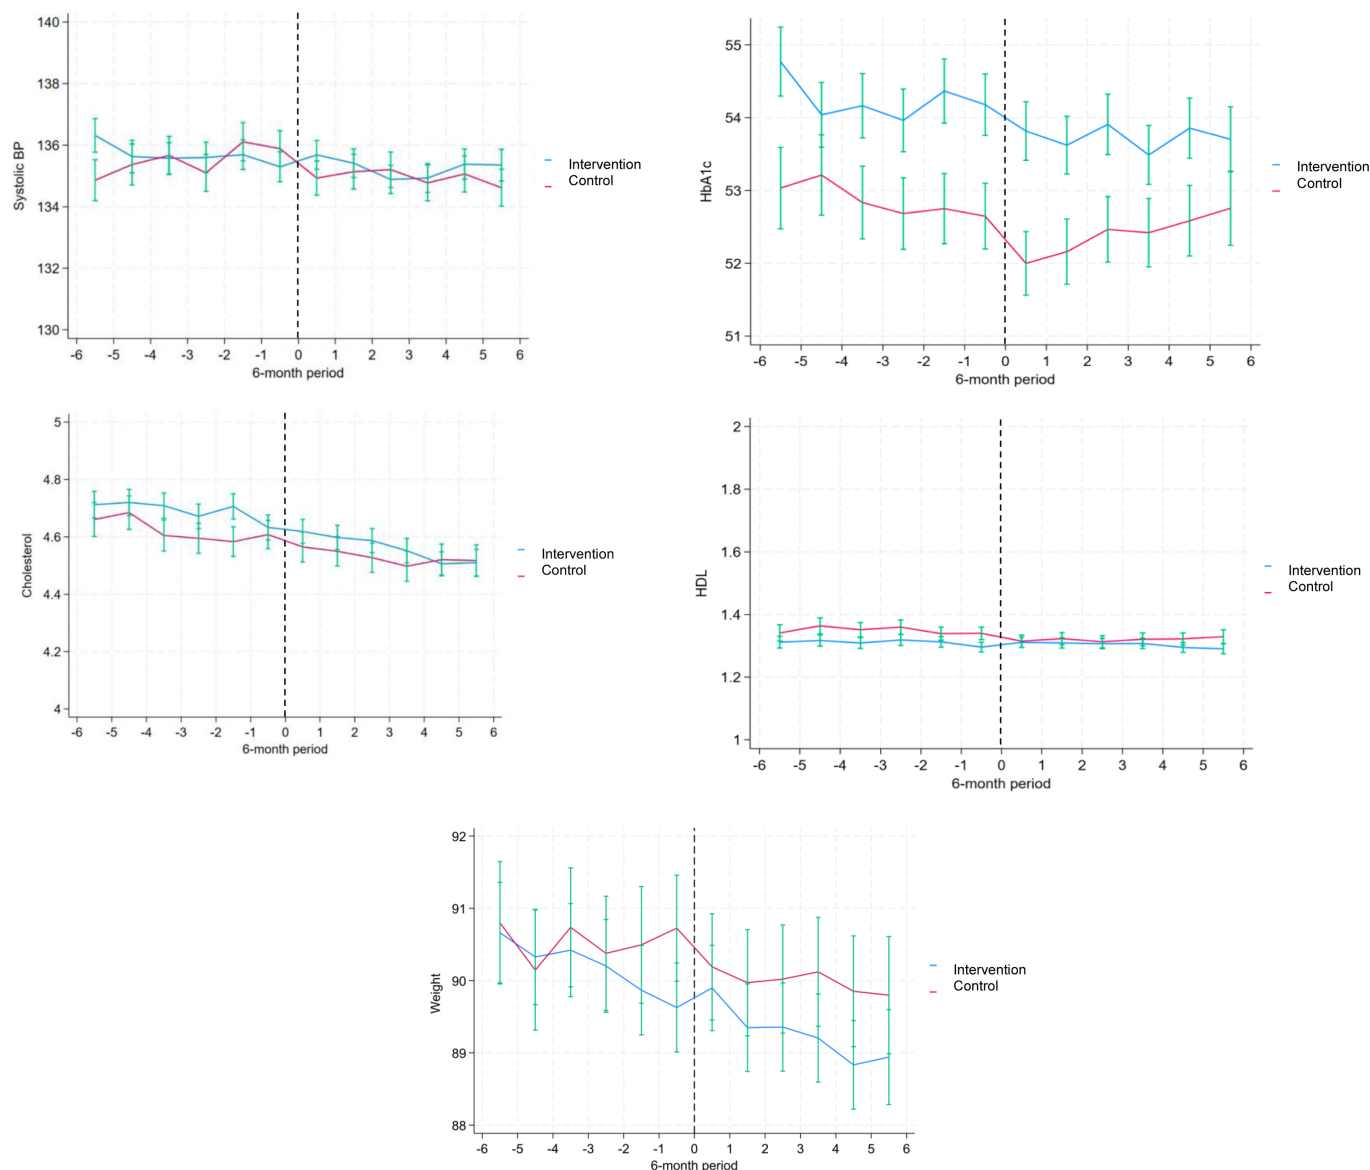 140
138
136
134
132
130
Systolic BP
-6 -5 -4 -3 -2 -1 0 1 2 3 4 5 6
6-month period
Intervention
Control
55
54
53
52
51
HbA1c
-6 -5 -4 -3 -2 -1 0 1 2 3 4 5 6
6-month period
Intervention
Control
5
4.8
4.6
4.4
4.2
4
Cholesterol
-6 -5 -4 -3 -2 -1 0 1 2 3 4 5 6
6-month period
Intervention
Control
2
1.8
1.6
1.4
1.2
1
HDL
-6 -5 -4 -3 -2 -1 0 1 2 3 4 5 6
6-month period
Intervention
Control
92
91
90
89
88
Weight
-6 -5 -4 -3 -2 -1 0 1 2 3 4 5 6
6-month period
Intervention
Control